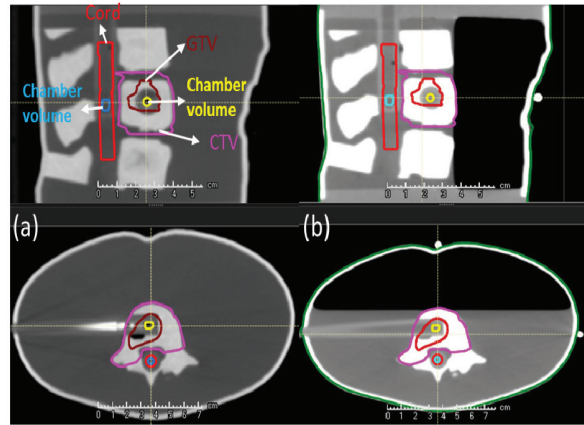 Cord
GTV
Chamber
volume
Chamber
volume
CTV
0 1 2 3 4 5
cm
0 1 2 3 4 5
cm
(a)
(b)
0 1 2 3 4 5 6 7
cm
0 1 2 3 4 5 6 7
cm